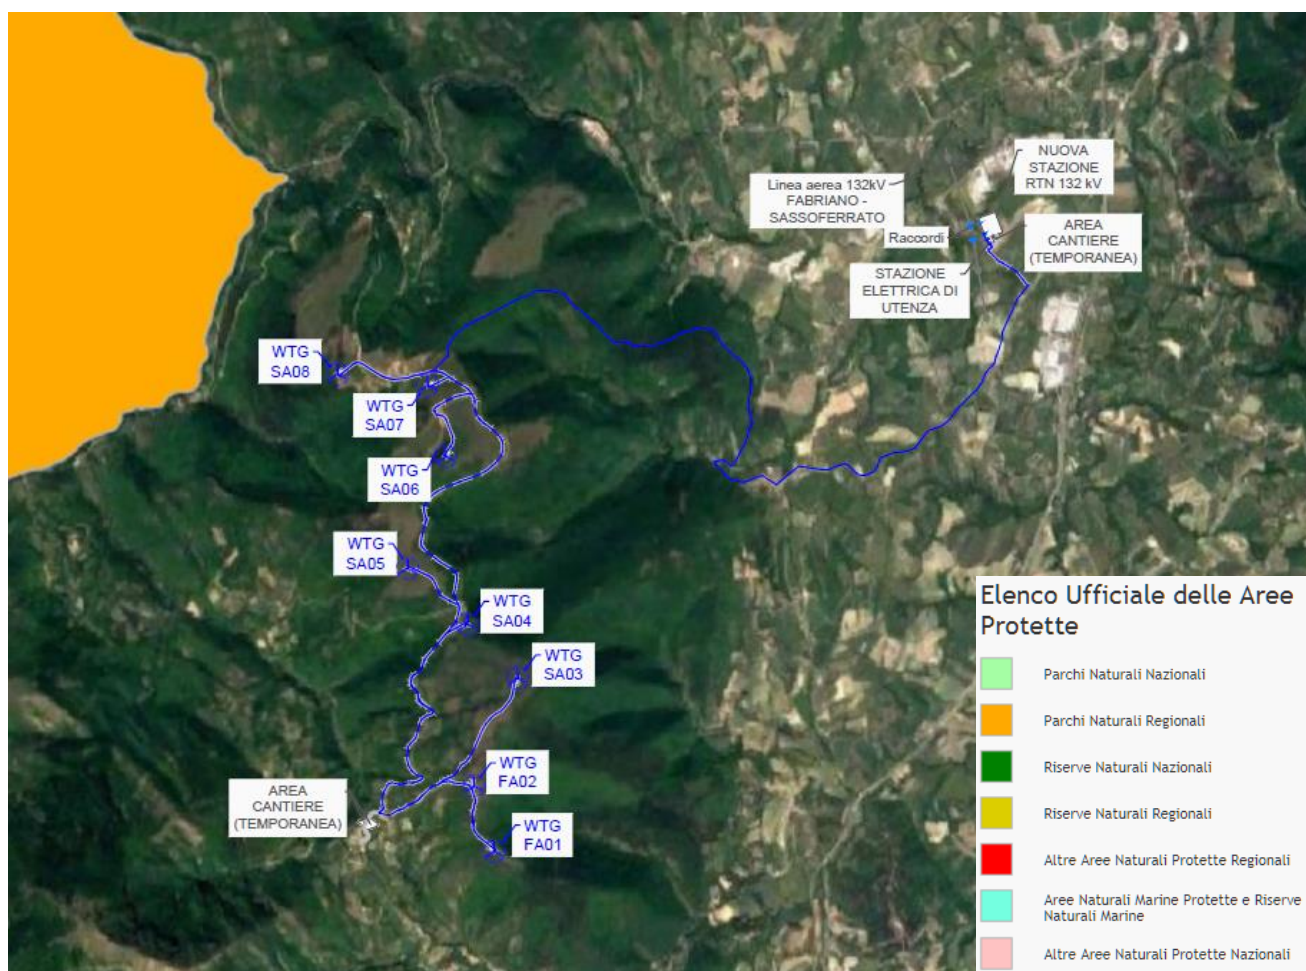 NUOVA
STAZIONE
RTN 132 kV
Linea aerea 132kV
FABRIANO -
SASSOFERRATO
Raccordi
AREA
CANTIERE
(TEMPORANEA)
STAZIONE
ELETTRICA DI
UTENZA
WTG
SA08
WTG
SA07
WTG
SA06
WTG
SA05
WTG
SA04
WTG
SA03
WTG
FA02
AREA
CANTIERE
(TEMPORANEA)
WTG
FA01
Elenco Ufficiale delle Aree
Protette
Parchi Naturali Nazionali
Parchi Naturali Regionali
Riserve Naturali Nazionali
Riserve Naturali Regionali
Altre Aree Naturali Protette Regionali
Aree Naturali Marine Protette e Riserve
Naturali Marine
Altre Aree Naturali Protette Nazionali